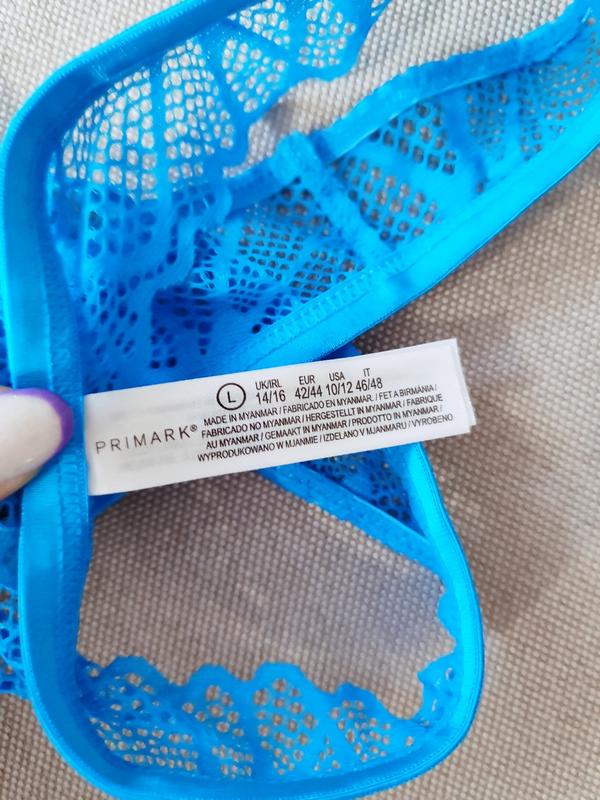 PRIMARK®
L
UK/IRL EUR USA IT
14/16 42/44 10/12 46/48
MADE IN MYANMAR / FABRICADO EN MYANMAR. / FET A BIRMÀNIA /
FABRICADO NO MYANMAR / HERGESTELLT IN MYANMAR / FABRIQUÉ
AU MYANMAR / GEMAAKT IN MYANMAR / PRODOTTO IN MYANMAR /
WYPRODUKOWANO W MJANMIE / IZDELANO V MJANMARU / VYROBENO